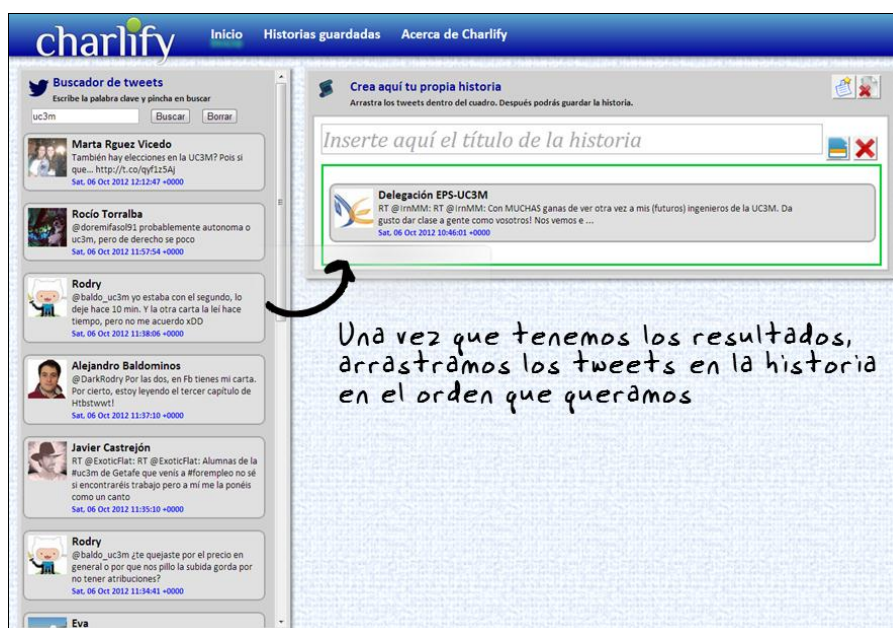 charlify
Inicio
Historias guardadas
Acerca de Charlify
Buscador de tweets
Escribe la palabra clave y pincha en buscar
uc3m
Buscar
Borrar
Marta Rguez Vicedo
También hay elecciones en la UC3M? Pois si
que... http://t.co/qyf1z5Aj
Sat, 06 Oct 2012 12:12:47 +0000
Rocío Torralba
@doremifasol91 probablemente autonoma o
uc3m, pero de derecho se poco
Sat, 06 Oct 2012 11:57:54 +0000
Rodry
@baldo_uc3m yo estaba con el segundo, lo
deje hace 10 min. Y la otra carta la leí hace
tiempo, pero no me acuerdo xDD
Sat, 06 Oct 2012 11:38:06 +0000
Alejandro Baldominos
@DarkRodry Por las dos, en Fb tienes mi carta.
Por cierto, estoy leyendo el tercer capítulo de
Htbstwwt!
Sat, 06 Oct 2012 11:37:10 +0000
Javier Castrejón
RT @ExoticFlat: RT @ExoticFlat: Alumnas de la
#uc3m de Getafe que venís a #forempleo no sé
si encontraréis trabajo pero a mí me la ponéis
como un canto
Sat, 06 Oct 2012 11:35:10 +0000
Rodry
@baldo_uc3m ¿te quejaste por el precio en
general o por que nos pillo la subida gorda por
no tener atribuciones?
Sat, 06 Oct 2012 11:34:41 +0000
Eva
Crea aquí tu propia historia
Arrastra los tweets dentro del cuadro. Después podrás guardar la historia.
Inserte aquí el título de la historia
Delegación EPS-UC3M
RT @IrnMM: RT @IrnMM: Con MUCHAS ganas de ver otra vez a mis (futuros) ingenieros de la UC3M. Da
gusto dar clase a gente como vosotros! Nos vemos e ...
Sat, 06 Oct 2012 10:46:01 +0000
Una vez que tenemos los resultados,
arrastramos los tweets en la historia
en el orden que queramos